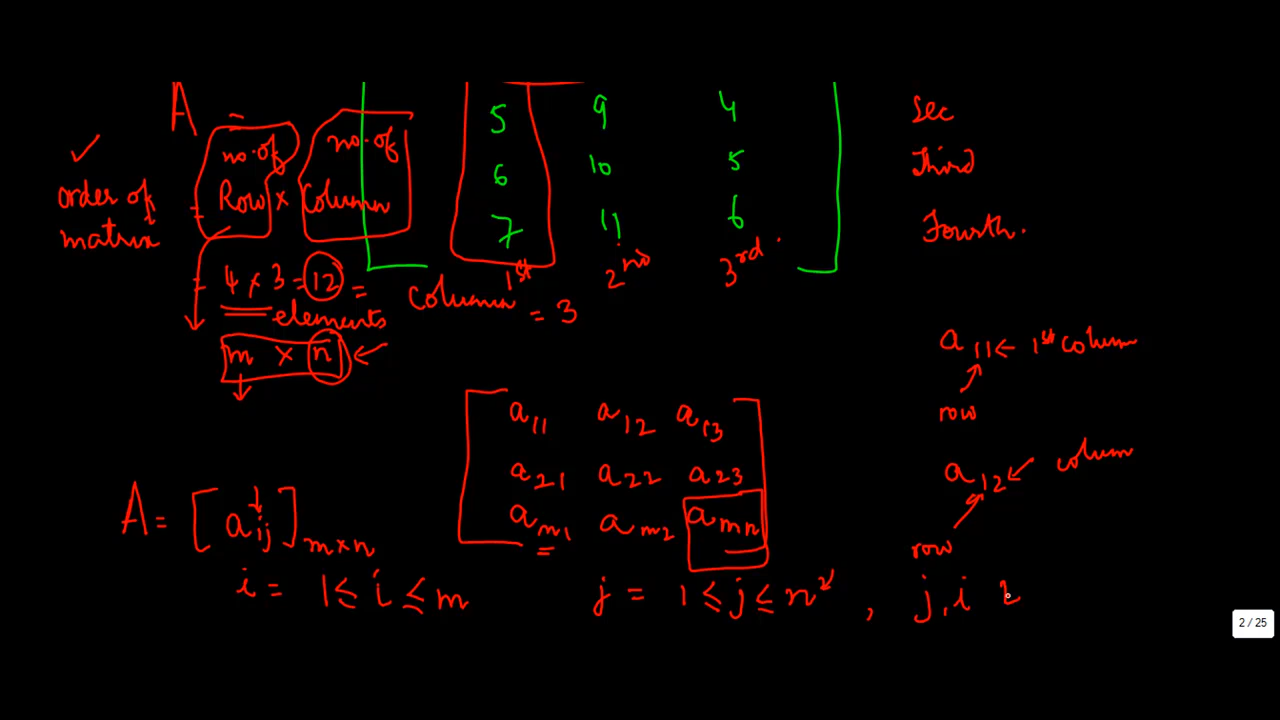 A =
5 9 4 Sec
6 10 5 Third
7 11 6 Fourth.
✓
order of matrix = no. of Row × no. of Column
= 4 × 3 = 12 =
elements
m × n
column 1st 2nd 3rd
= 3
a11 ← 1st column
row
a12 ← column
row
a11 a12 a13
a21 a22 a23
am1 am2 amn
A = [aij]m×n
i = 1 ≤ i ≤ m j = 1 ≤ j ≤ n , j, i
2 / 25